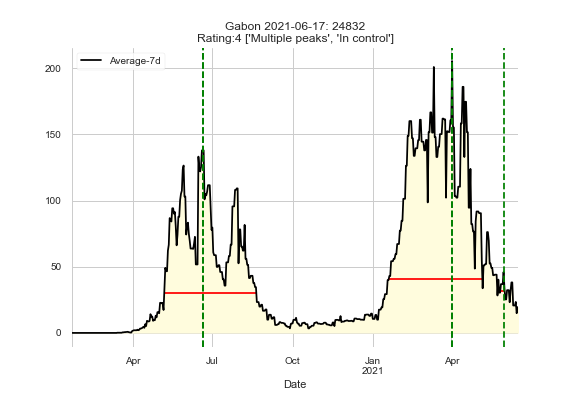 Gabon 2021-06-17: 24832
Rating:4 ['Multiple peaks', 'In control']
Average-7d
200
150
100
50
0
Apr
Jul
Oct
Jan
2021
Apr
Date